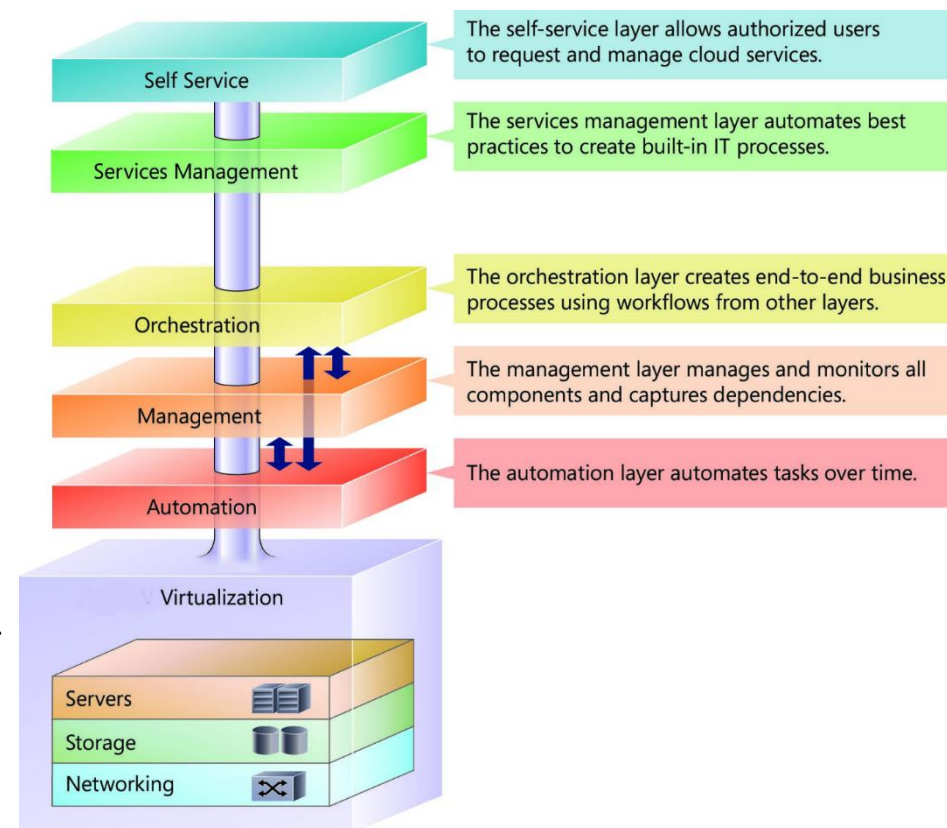 The self-service layer allows authorized users
to request and manage cloud services.
Self Service
The services management layer automates best
practices to create built-in IT processes.
Services Management
The orchestration layer creates end-to-end business
processes using workflows from other layers.
Orchestration
The management layer manages and monitors all
components and captures dependencies.
Management
The automation layer automates tasks over time.
Automation
Virtualization
Servers
Storage
Networking